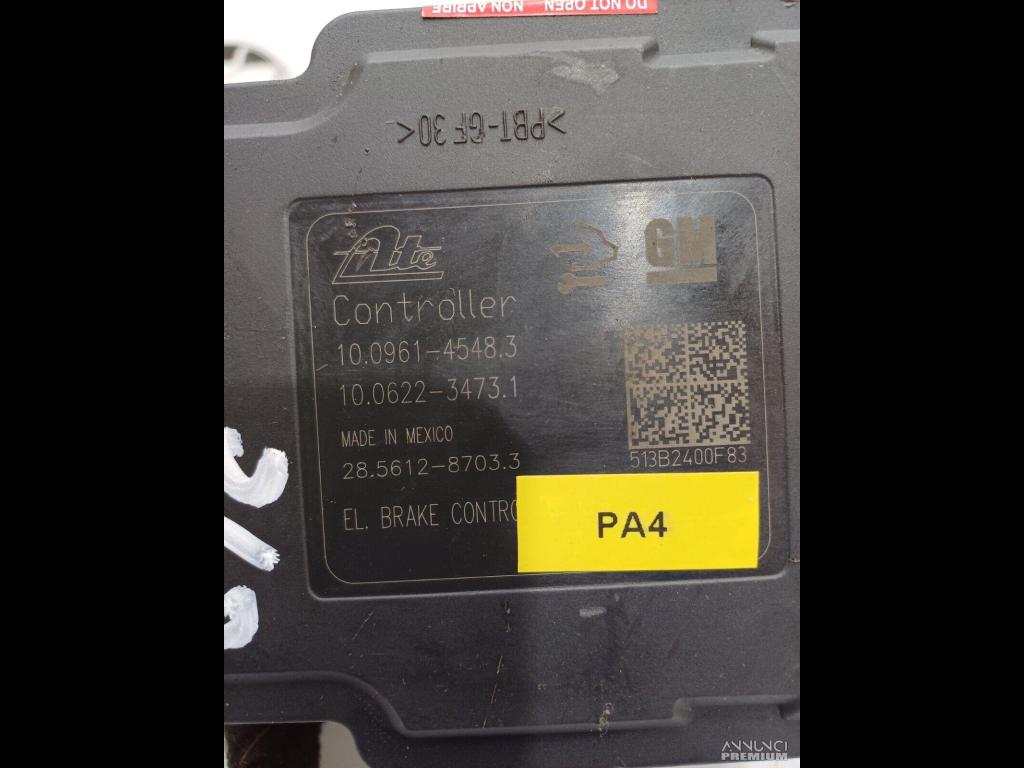 DO NOT OPEN NON APRIRE
>PBT-GF30<
Ate
GM
Controller
10.0961-4548.3
10.0622-3473.1
MADE IN MEXICO
28.5612-8703.3
513B2400F83
EL. BRAKE CONTRO
PA4
ANNUNCI
PREMIUM